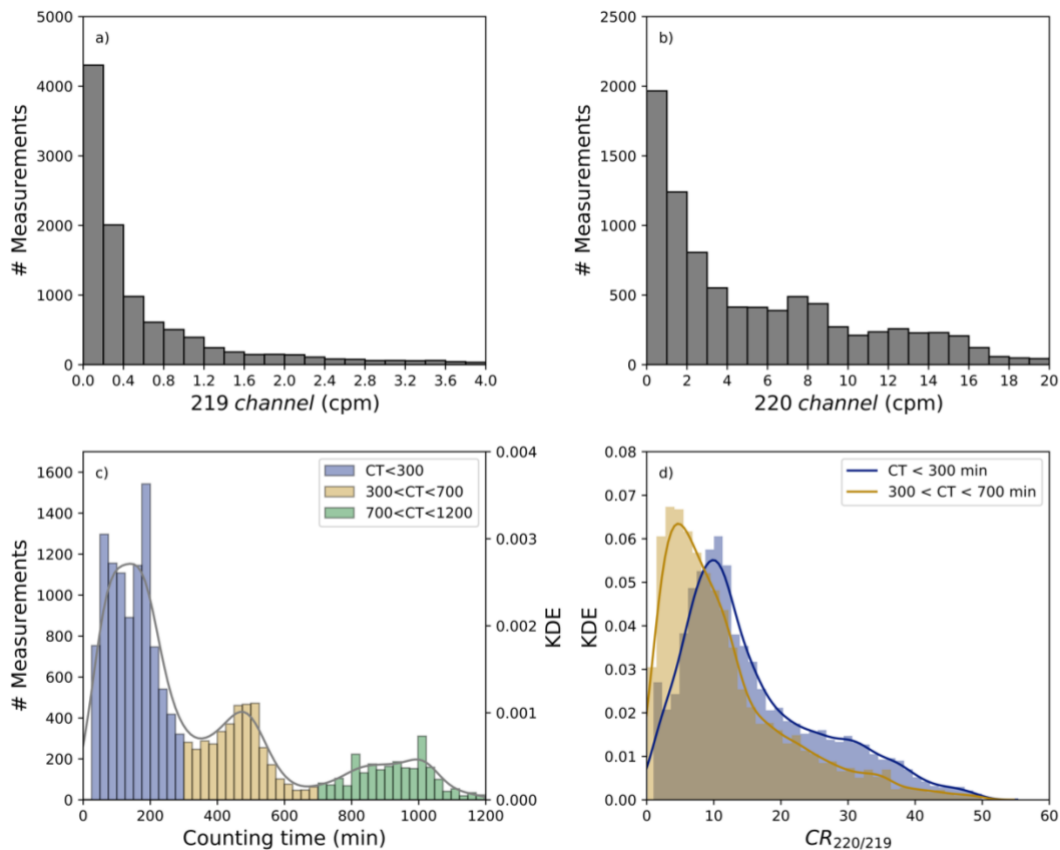 a)
# Measurements
5000
4000
3000
2000
1000
0
0.0 0.4 0.8 1.2 1.6 2.0 2.4 2.8 3.2 3.6 4.0
219 channel (cpm)
b)
# Measurements
2500
2000
1500
1000
500
0
0 2 4 6 8 10 12 14 16 18 20
220 channel (cpm)
c)
CT<300
300<CT<700
700<CT<1200
# Measurements
1600
1400
1200
1000
800
600
400
200
0
0 200 400 600 800 1000 1200
Counting time (min)
0.004
0.003
0.002
0.001
0.000
KDE
d)
CT < 300 min
300 < CT < 700 min
KDE
0.08
0.07
0.06
0.05
0.04
0.03
0.02
0.01
0.00
0 10 20 30 40 50 60
CR220/219